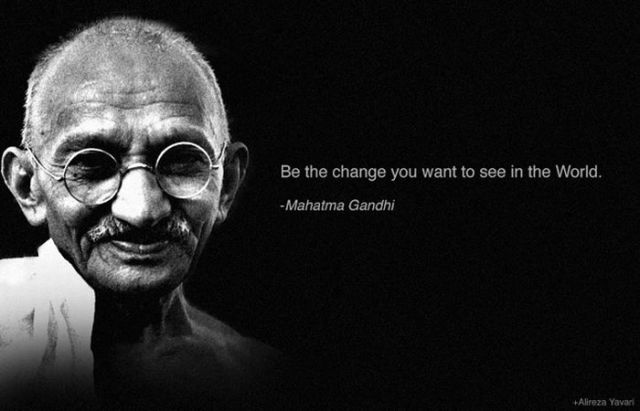 Be the change you want to see in the World.
-Mahatma Gandhi
+Alireza Yavari